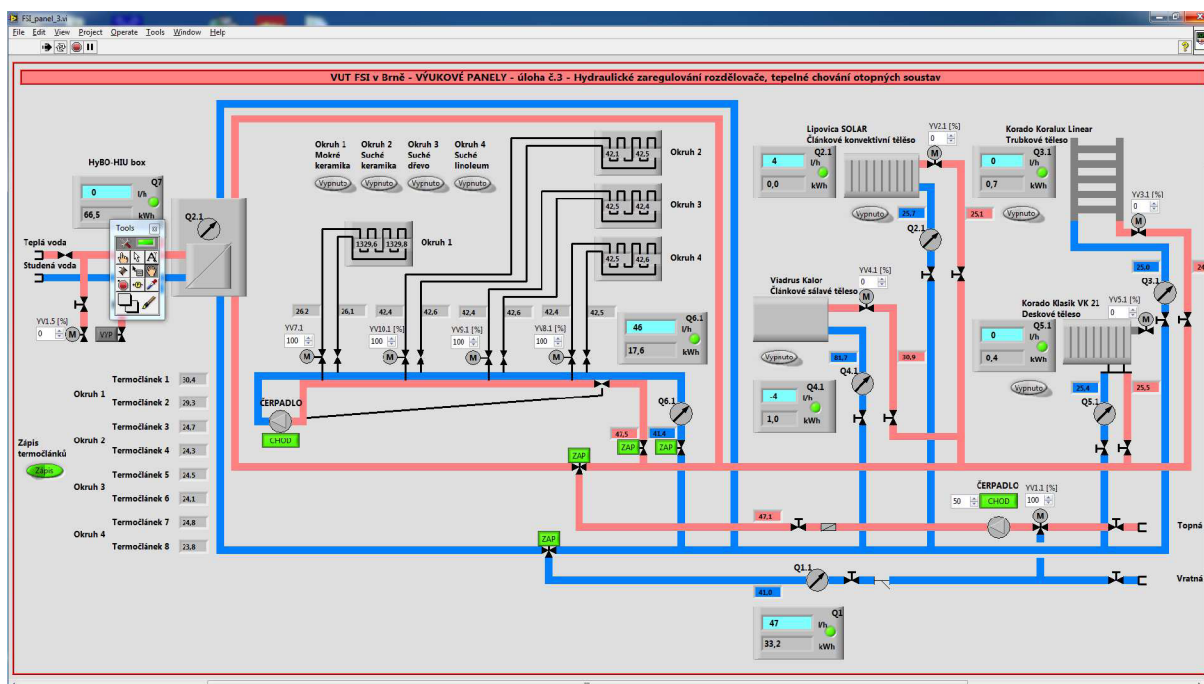 FSI_panel_3.vi
File Edit View Project Operate Tools Window Help
VUT FSI v Brně - VÝUKOVÉ PANELY - úloha č.3 - Hydraulické zaregulování rozdělovače, tepelné chování otopných soustav
HyBO-HIU box
Q7
0 l/h
66,5 kWh
Q2.1
Tools
Teplá voda
Studená voda
YV1.5 [%]
0
M
VYP
Okruh 1 Mokré keramika
Vypnuto
Okruh 2 Suché keramika
Vypnuto
Okruh 3 Suché dřevo
Vypnuto
Okruh 4 Suché linoleum
Vypnuto
42,1 42,5
Okruh 2
42,5 42,4
Okruh 3
42,5 42,6
Okruh 4
1329,6 1329,8
Okruh 1
26,2 26,1 42,4 42,6 42,4 42,6 42,4 42,5
YV7.1
100
M
YV10.1 [%]
100
M
YV9.1 [%]
100
M
YV8.1 [%]
100
M
Q6.1
46 l/h
17,6 kWh
ČERPADLO
CHOD
Q6.1
47,5 41,4
ZAP ZAP
ZAP
Termočlánek 1 30,4
Okruh 1
Termočlánek 2 29,3
Termočlánek 3 24,7
Okruh 2
Termočlánek 4 24,3
Termočlánek 5 24,5
Okruh 3
Termočlánek 6 24,1
Termočlánek 7 24,8
Okruh 4
Termočlánek 8 23,8
Zápis termočlánků
Zápis
Lipovica SOLAR
Článkové konvektivní tělěso
YV2.1 [%]
0
M
4 Q2.1 l/h
0,0 kWh
Vypnuto
25,7
25,1
Q2.1
Korado Koralux Linear
Trubkové těleso
0 Q3.1 l/h
0,7 kWh
Vypnuto
YV3.1 [%]
0
M
25,0
Q3.1
Viadrus Kalor
Článkové sálavé těleso
YV4.1 [%]
0
M
Vypnuto
30,9
Q4.1
-4 Q4.1 l/h
1,0 kWh
Korado Klasik VK 21
Deskové těleso
YV5.1 [%]
0
M
0 Q5.1 l/h
0,4 kWh
Vypnuto
25,4
25,5
Q5.1
ČERPADLO
50
CHOD
YV1.1 [%]
100
M
47,1
Topná
ZAP
Q1.1
41,0
Vratná
47 Q1 l/h
33,2 kWh